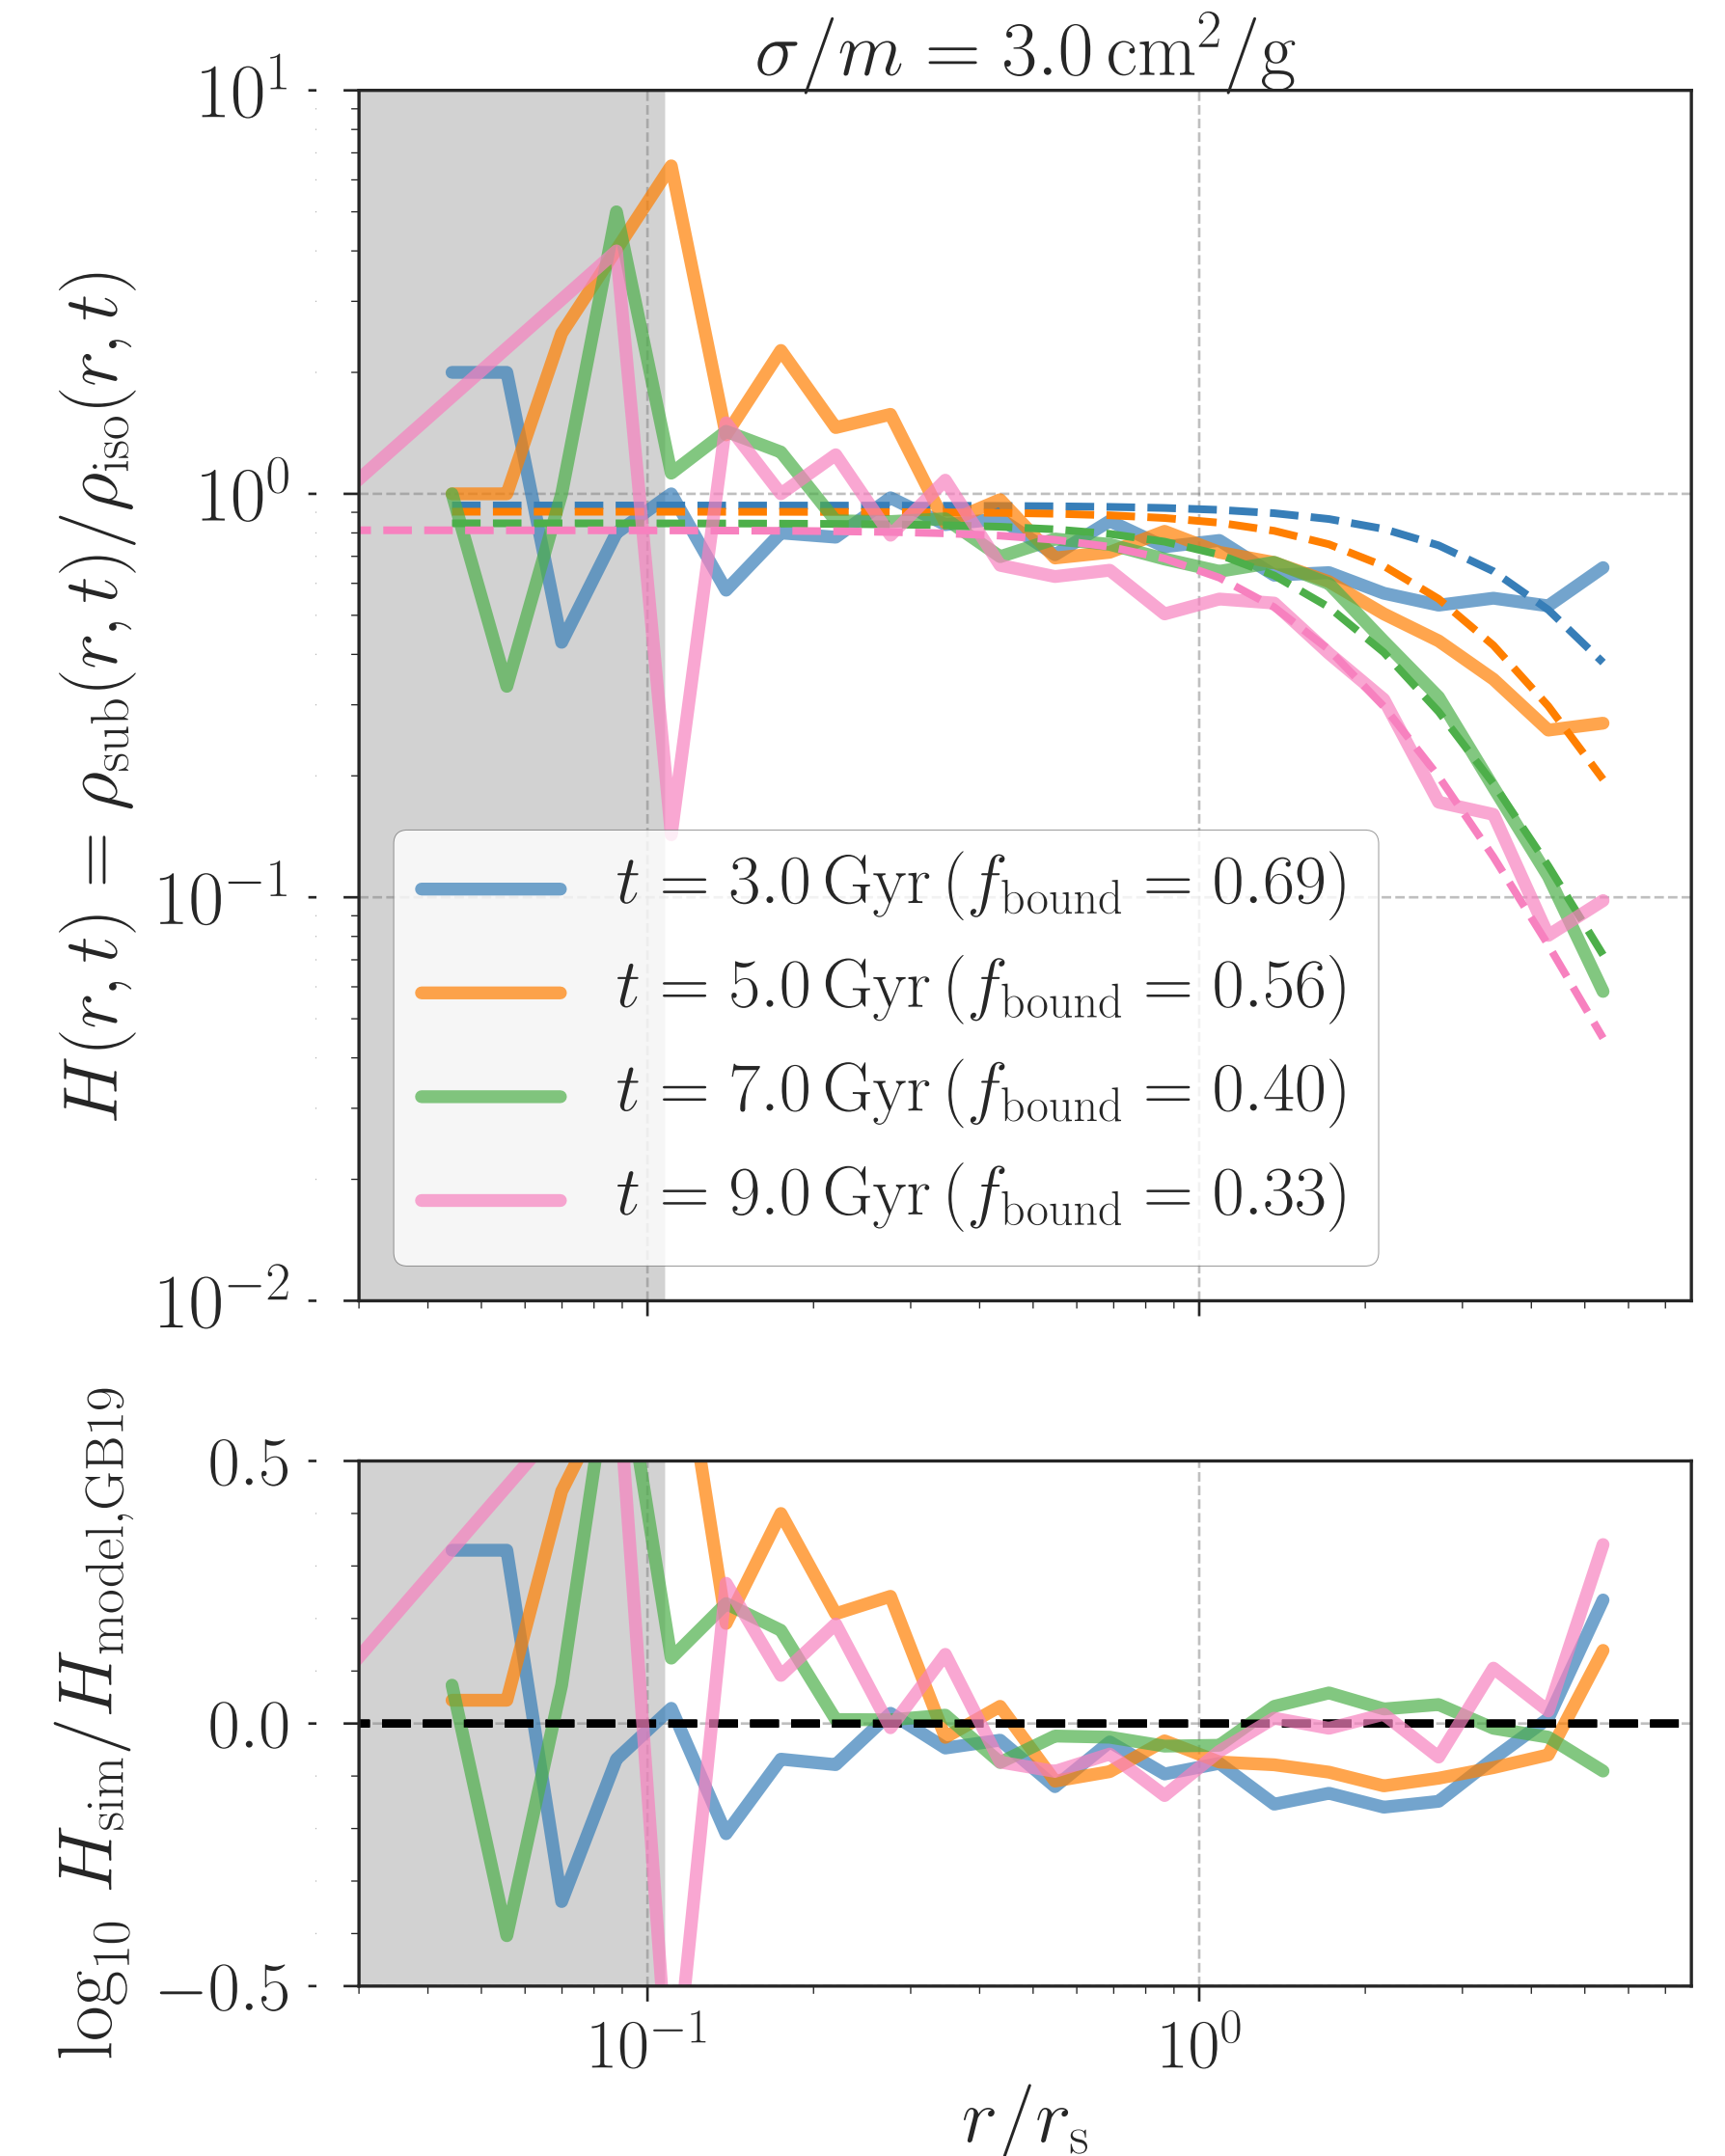 σ/m = 3.0 cm²/g
10¹
10⁰
10⁻¹
10⁻²
H(r, t) = ρ_sub(r, t)/ρ_iso(r, t)
t = 3.0 Gyr (f_bound = 0.69)
t = 5.0 Gyr (f_bound = 0.56)
t = 7.0 Gyr (f_bound = 0.40)
t = 9.0 Gyr (f_bound = 0.33)
0.5
0.0
−0.5
log₁₀ H_sim/H_model,GB19
10⁻¹
10⁰
r/r_s